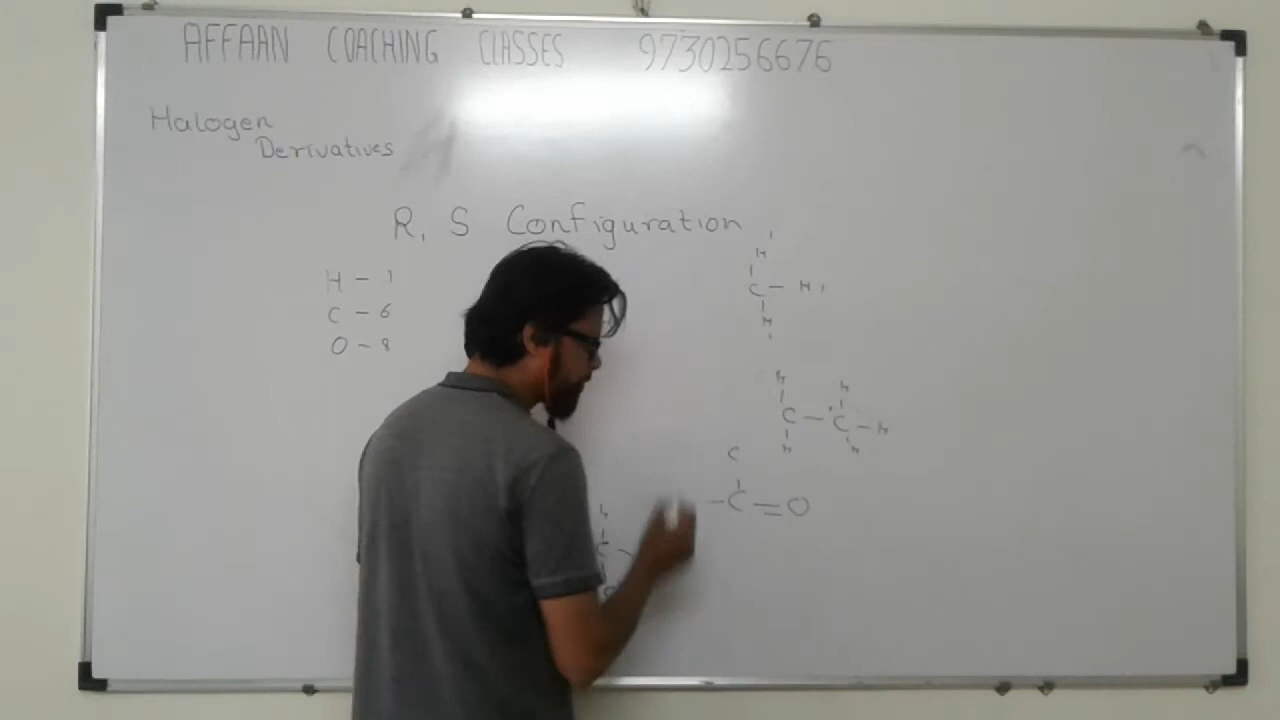 AFFAAN COACHING CLASSES 9730256676
Halogen
Derivatives
R, S Configuration
H - 1
C - 6
O - 8
H
C - H
H
H H
C - C - H
H H
C
- C = O
H
C -